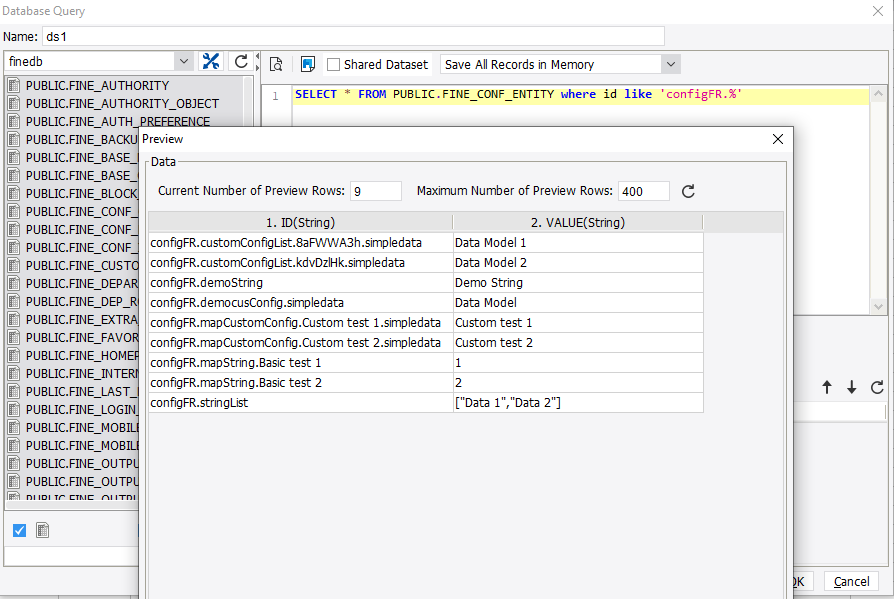 Database Query
Name: ds1
finedb
Shared Dataset
Save All Records in Memory
PUBLIC.FINE_AUTHORITY
PUBLIC.FINE_AUTHORITY_OBJECT
PUBLIC.FINE_AUTH_PREFERENCE
PUBLIC.FINE_BACKU
PUBLIC.FINE_BASE_
PUBLIC.FINE_BASE_
PUBLIC.FINE_BLOCK_
PUBLIC.FINE_CONF_
PUBLIC.FINE_CONF_
PUBLIC.FINE_CONF_
PUBLIC.FINE_CUSTO
PUBLIC.FINE_DEPAR
PUBLIC.FINE_DEP_R
PUBLIC.FINE_EXTRA
PUBLIC.FINE_FAVOR
PUBLIC.FINE_HOMEP
PUBLIC.FINE_INTERN
PUBLIC.FINE_LAST_
PUBLIC.FINE_LOGIN_
PUBLIC.FINE_MOBILE
PUBLIC.FINE_MOBILE
PUBLIC.FINE_OUTPU
PUBLIC.FINE_OUTPU
PUBLIC.FINE_OUTPU
1
SELECT * FROM PUBLIC.FINE_CONF_ENTITY where id like 'configFR.%'
Preview
Data
Current Number of Preview Rows: 9 Maximum Number of Preview Rows: 400
1. ID(String) 2. VALUE(String)
configFR.customConfigList.8aFWWA3h.simpledata Data Model 1
configFR.customConfigList.kdvDzlHk.simpledata Data Model 2
configFR.demoString Demo String
configFR.democusConfig.simpledata Data Model
configFR.mapCustomConfig.Custom test 1.simpledata Custom test 1
configFR.mapCustomConfig.Custom test 2.simpledata Custom test 2
configFR.mapString.Basic test 1 1
configFR.mapString.Basic test 2 2
configFR.stringList ["Data 1","Data 2"]
OK Cancel